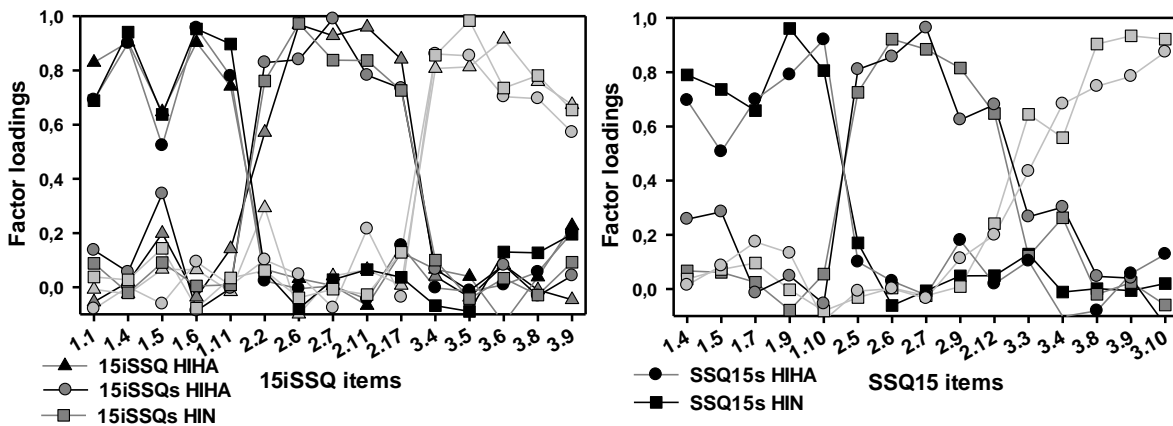 Factor loadings
1,0
0,8
0,6
0,4
0,2
0,0
1.1 1.4 1.5 1.6 1.11 2.2 2.6 2.7 2.11 2.17 3.4 3.5 3.6 3.8 3.9
15iSSQ items
15iSSQ HIHA
15iSSQs HIHA
15iSSQs HIN
Factor loadings
1,0
0,8
0,6
0,4
0,2
0,0
1.4 1.5 1.7 1.9 1.10 2.5 2.6 2.7 2.9 2.12 3.3 3.4 3.8 3.9 3.10
SSQ15 items
SSQ15s HIHA
SSQ15s HIN